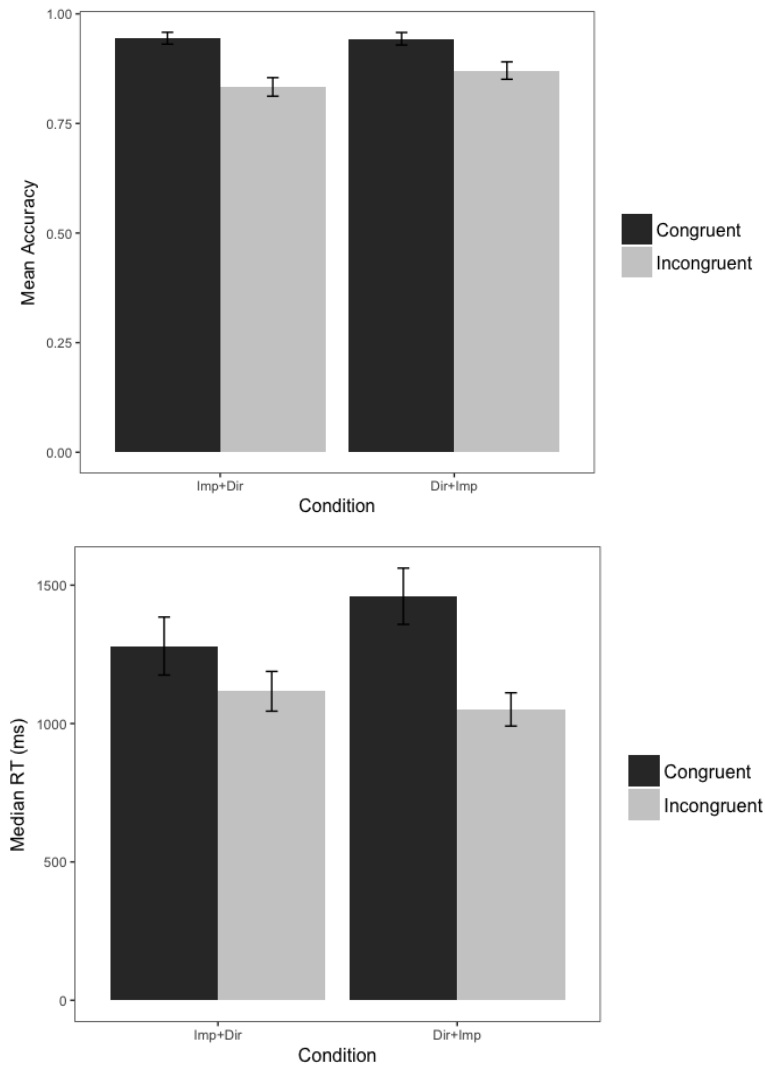 1.00
0.75
0.50
0.25
0.00
Mean Accuracy
Imp+Dir
Dir+Imp
Condition
Congruent
Incongruent
1500
1000
500
0
Median RT (ms)
Imp+Dir
Dir+Imp
Condition
Congruent
Incongruent